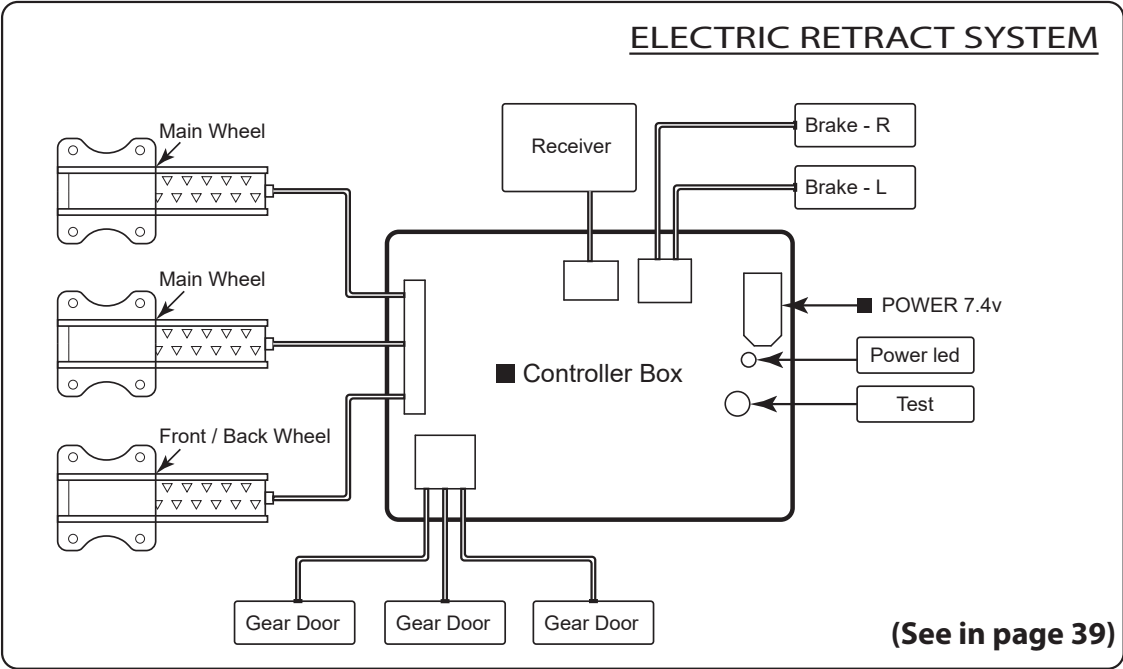 ELECTRIC RETRACT SYSTEM
Main Wheel
Receiver
Brake - R
Brake - L
Main Wheel
POWER 7.4v
Power led
Controller Box
Test
Front / Back Wheel
Gear Door
Gear Door
Gear Door
(See in page 39)